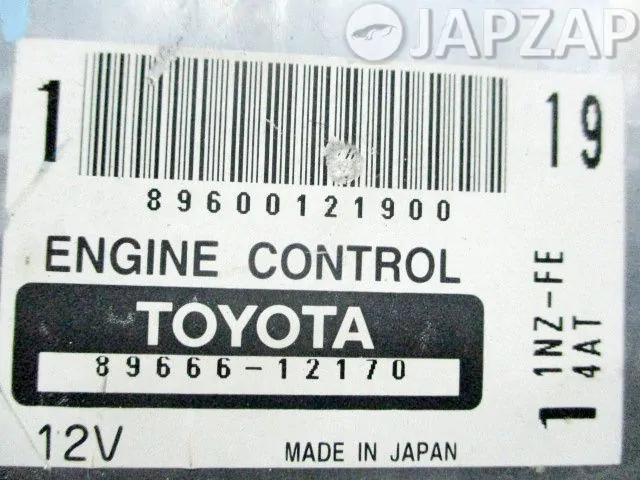 JAPZAP
1 19
89600121900
ENGINE CONTROL
TOYOTA
89666-12170
12V MADE IN JAPAN
1 1NZ-FE
4AT